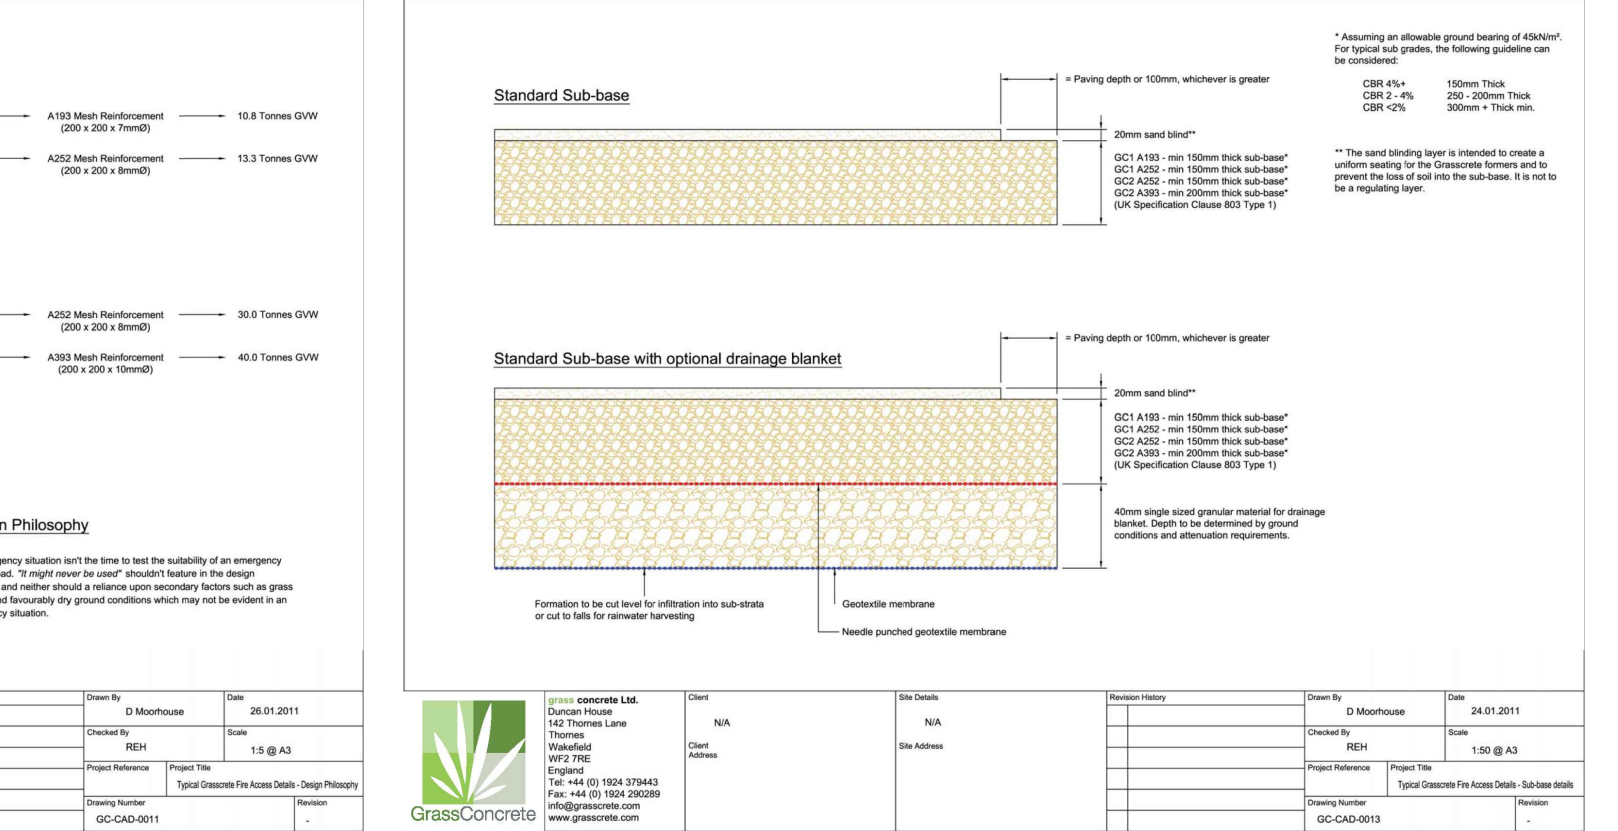 A193 Mesh Reinforcement
(200 x 200 x 7mmØ)
10.8 Tonnes GVW
A252 Mesh Reinforcement
(200 x 200 x 8mmØ)
13.3 Tonnes GVW
A252 Mesh Reinforcement
(200 x 200 x 8mmØ)
30.0 Tonnes GVW
A393 Mesh Reinforcement
(200 x 200 x 10mmØ)
40.0 Tonnes GVW
n Philosophy
gency situation isn't the time to test the suitability of an emergency
ad. "It might never be used" shouldn't feature in the design
and neither should a reliance upon secondary factors such as grass
nd favourably dry ground conditions which may not be evident in an
cy situation.
Drawn By
D Moorhouse
Date
26.01.2011
Checked By
REH
Scale
1:5 @ A3
Project Reference
Project Title
Typical Grasscrete Fire Access Details - Design Philosophy
Drawing Number
GC-CAD-0011
Revision
-
Standard Sub-base
= Paving depth or 100mm, whichever is greater
20mm sand blind**
GC1 A193 - min 150mm thick sub-base*
GC1 A252 - min 150mm thick sub-base*
GC2 A252 - min 150mm thick sub-base*
GC2 A393 - min 200mm thick sub-base*
(UK Specification Clause 803 Type 1)
* Assuming an allowable ground bearing of 45kN/m².
For typical sub grades, the following guideline can
be considered:
CBR 4%+ 150mm Thick
CBR 2 - 4% 250 - 200mm Thick
CBR <2% 300mm + Thick min.
** The sand blinding layer is intended to create a
uniform seating for the Grasscrete formers and to
prevent the loss of soil into the sub-base. It is not to
be a regulating layer.
Standard Sub-base with optional drainage blanket
= Paving depth or 100mm, whichever is greater
20mm sand blind**
GC1 A193 - min 150mm thick sub-base*
GC1 A252 - min 150mm thick sub-base*
GC2 A252 - min 150mm thick sub-base*
GC2 A393 - min 200mm thick sub-base*
(UK Specification Clause 803 Type 1)
40mm single sized granular material for drainage
blanket. Depth to be determined by ground
conditions and attenuation requirements.
Formation to be cut level for infiltration into sub-strata
or cut to falls for rainwater harvesting
Geotextile membrane
Needle punched geotextile membrane
GrassConcrete
grass concrete Ltd.
Duncan House
142 Thornes Lane
Thornes
Wakefield
WF2 7RE
England
Tel: +44 (0) 1924 379443
Fax: +44 (0) 1924 290289
info@grasscrete.com
www.grasscrete.com
Client
N/A
Client
Address
Site Details
N/A
Site Address
Revision History
Drawn By
D Moorhouse
Date
24.01.2011
Checked By
REH
Scale
1:50 @ A3
Project Reference
Project Title
Typical Grasscrete Fire Access Details - Sub-base details
Drawing Number
GC-CAD-0013
Revision
-